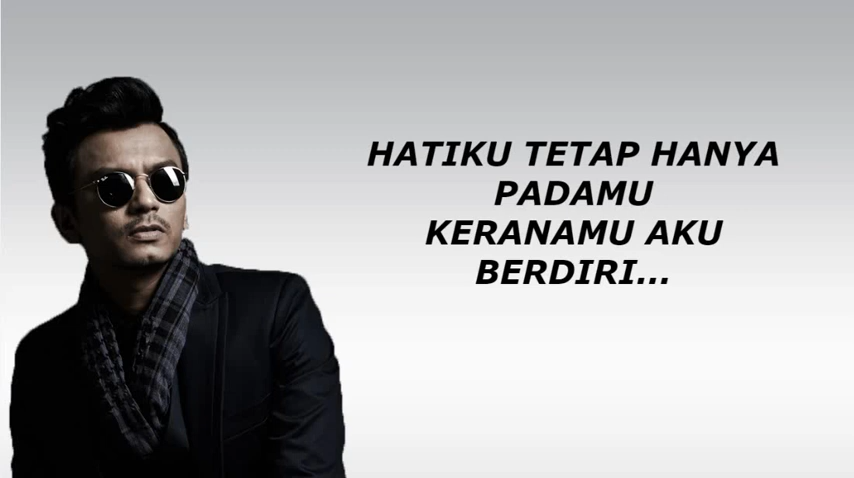 HATIKU TETAP HANYA
PADAMU
KERANAMU AKU
BERDIRI...